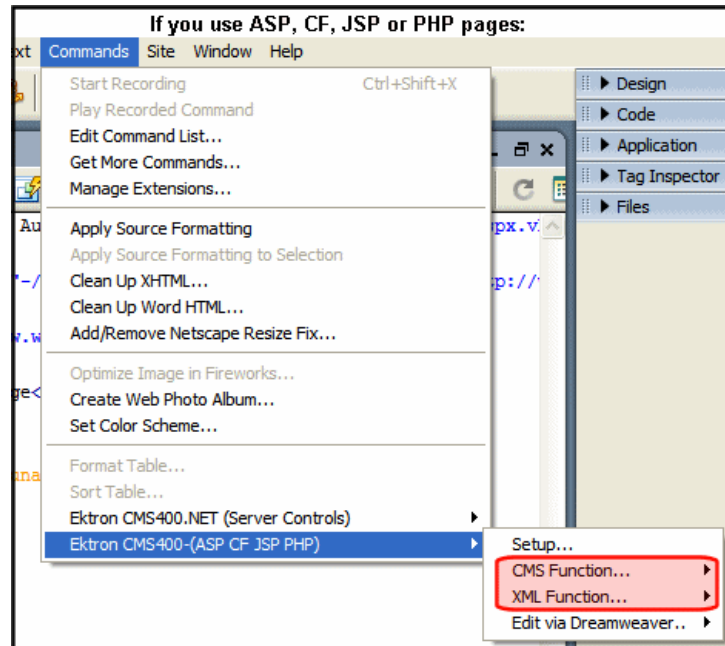 If you use ASP, CF, JSP or PHP pages:
xt Commands Site Window Help
Start Recording Ctrl+Shift+X
Play Recorded Command
Edit Command List...
Get More Commands...
Manage Extensions...
Apply Source Formatting
Apply Source Formatting to Selection
Clean Up XHTML...
Clean Up Word HTML...
Add/Remove Netscape Resize Fix...
Optimize Image in Fireworks...
Create Web Photo Album...
Set Color Scheme...
Format Table...
Sort Table...
Ektron CMS400.NET (Server Controls)
Ektron CMS400-(ASP CF JSP PHP)
Setup...
CMS Function...
XML Function...
Edit via Dreamweaver..
Design
Code
Application
Tag Inspector
Files
Au
px.v
"-/
p://
w.w
ge<
una